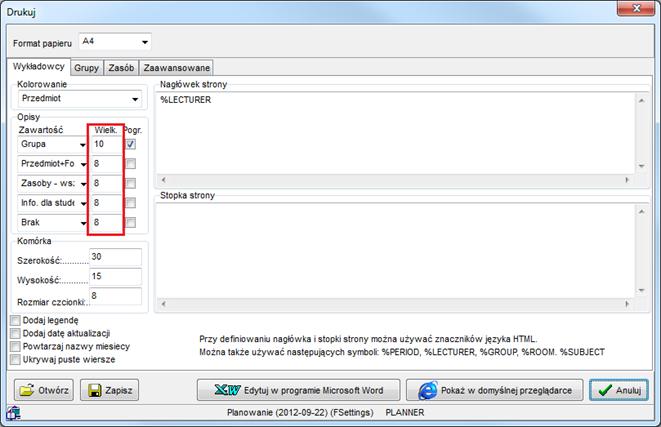 Drukuj
Format papieru A4
Wykładowcy Grupy Zasób Zaawansowane
Kolorowanie
Przedmiot
Opisy
Zawartość Wielk. Pogr.
Grupa 10
Przedmiot+Fo 8
Zasoby - wsz 8
Info. dla stude 8
Brak 8
Komórka
Szerokość:............ 30
Wysokość:............ 15
Rozmiar czcionki:.. 8
Dodaj legendę
Dodaj datę aktualizacji
Powtarzaj nazwy miesiecy
Ukrywaj puste wiersze
Nagłówek strony
%LECTURER
Stopka strony
Przy definiowaniu nagłówka i stopki strony można używać znaczników języka HTML.
Można także używać następujących symboli: %PERIOD, %LECTURER, %GROUP, %ROOM. %SUBJECT
Otwórz Zapisz Edytuj w programie Microsoft Word Pokaż w domyślnej przeglądarce Anuluj
Planowanie (2012-09-22) (FSettings) PLANNER